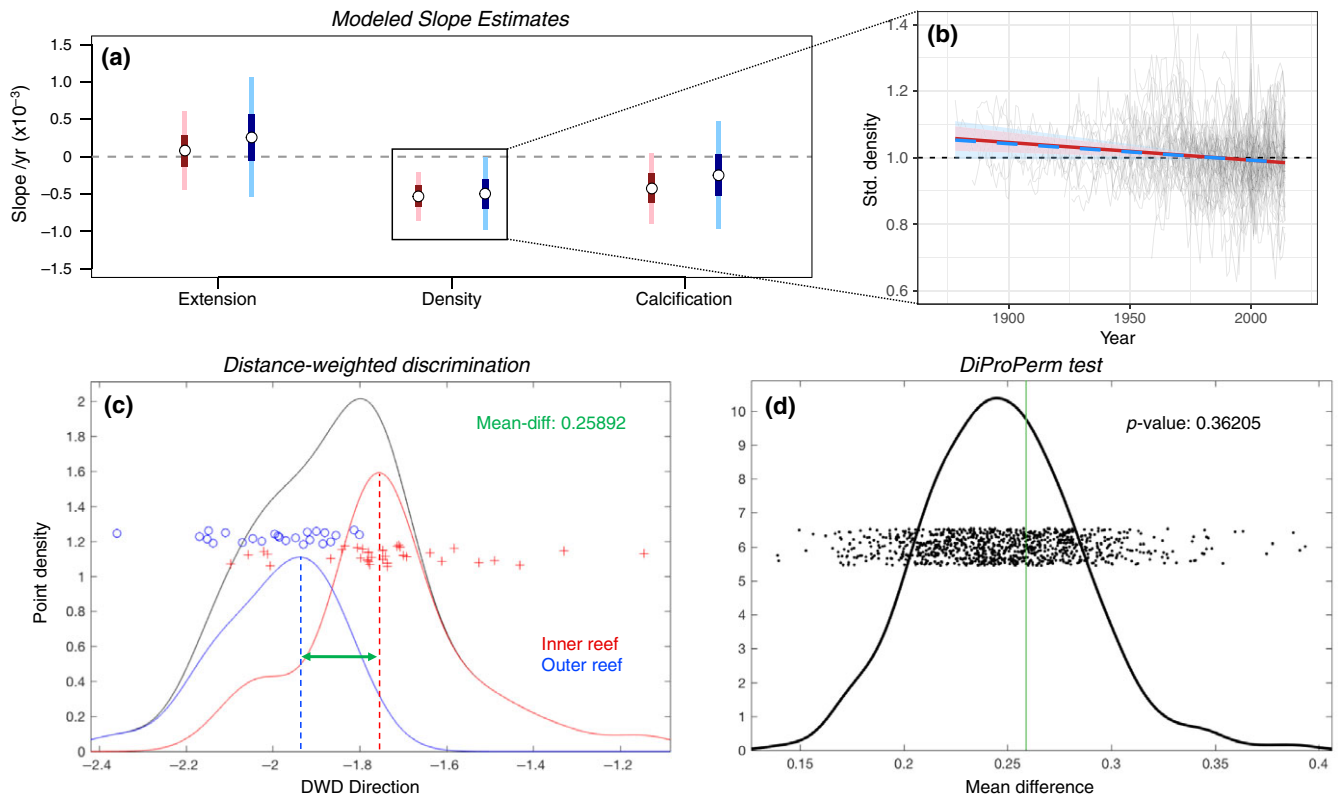 Modeled Slope Estimates
(a)
Slope /yr (x10⁻³)
1.5
1.0
0.5
0
−0.5
−1.0
−1.5
Extension
Density
Calcification
(b)
Std. density
1.4
1.2
1.0
0.8
0.6
1900
1950
2000
Year
Distance-weighted discrimination
(c)
Mean-diff: 0.25892
Point density
2
1.8
1.6
1.4
1.2
1
0.8
0.6
0.4
0.2
0
Inner reef
Outer reef
−2.4
−2.2
−2
−1.8
−1.6
−1.4
−1.2
DWD Direction
DiProPerm test
(d)
p-value: 0.36205
10
9
8
7
6
5
4
3
2
1
0
0.15
0.2
0.25
0.3
0.35
0.4
Mean difference